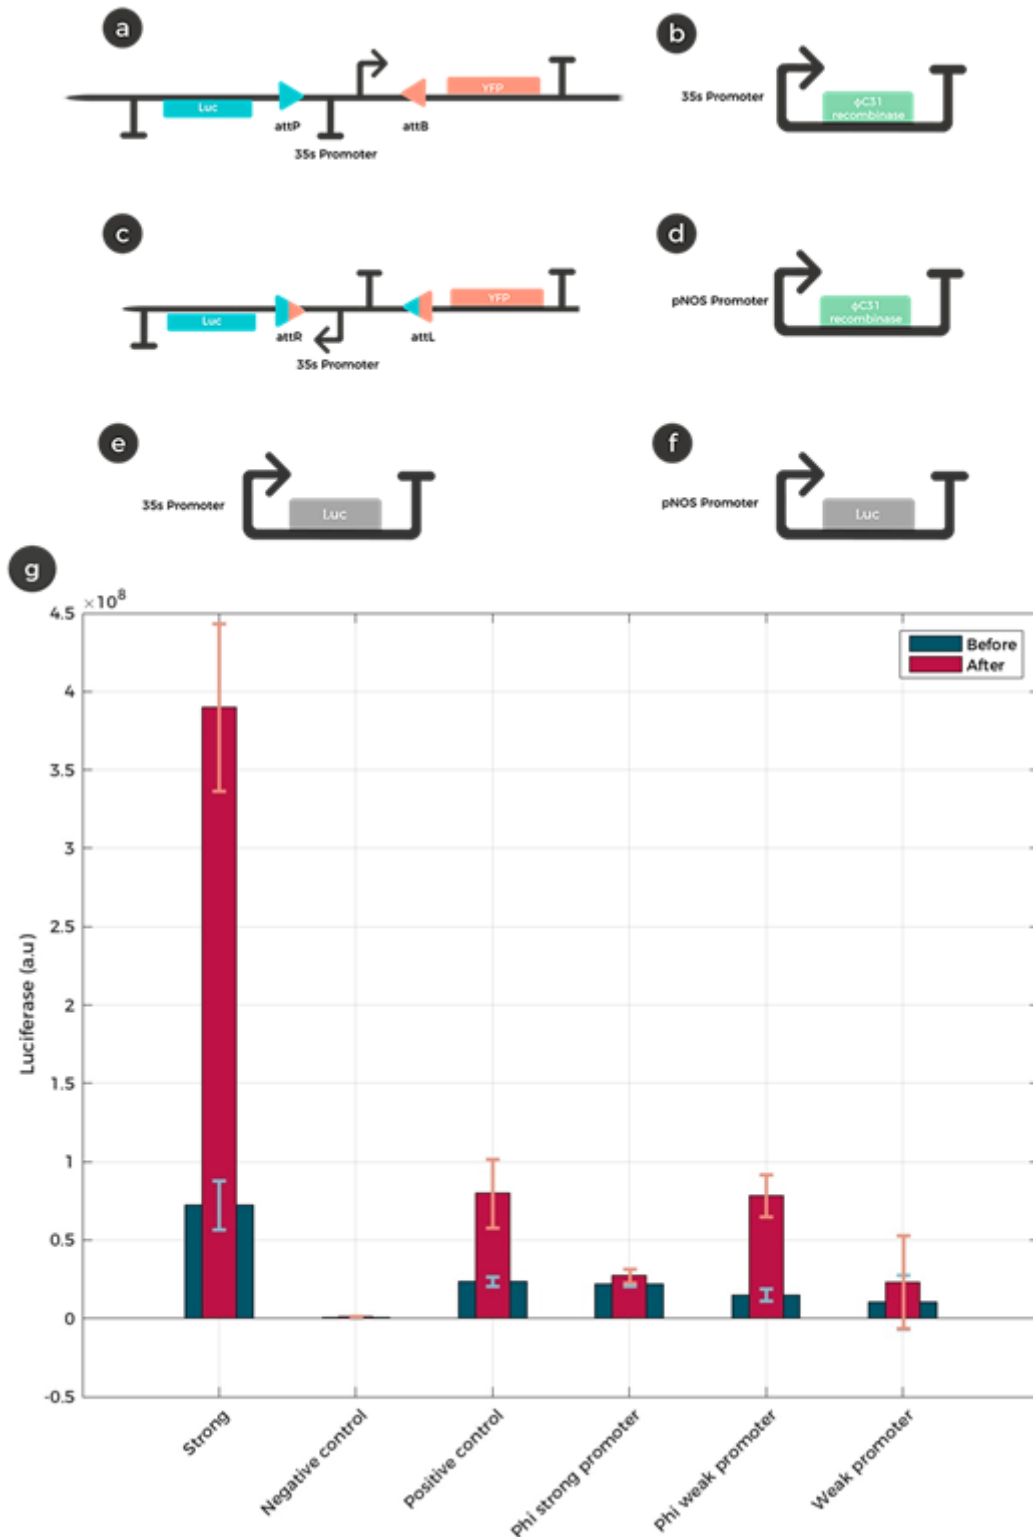 a
Luc
attP
35s Promoter
attB
YFP
b
35s Promoter
φC31
recombinase
c
Luc
attR
35s Promoter
attL
YFP
d
pNOS Promoter
φC31
recombinase
e
35s Promoter
Luc
f
pNOS Promoter
Luc
g
×10⁸
4.5
4
3.5
3
2.5
2
1.5
1
0.5
0
-0.5
Luciferase (a.u)
Before
After
Strong
Negative control
Positive control
Phi strong promoter
Phi weak promoter
Weak promoter